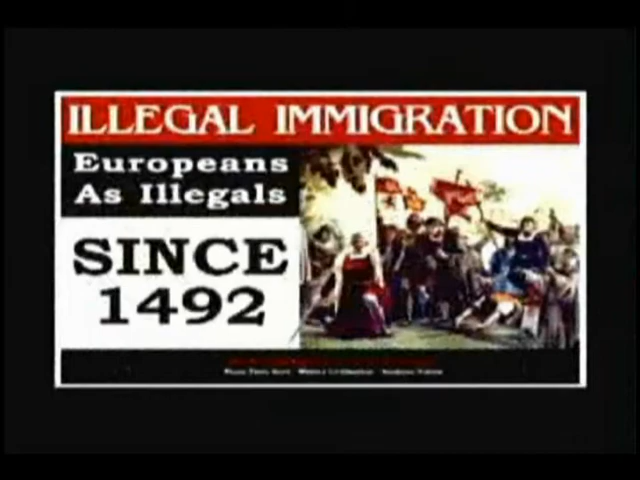 ILLEGAL IMMIGRATION
Europeans
As Illegals
SINCE
1492